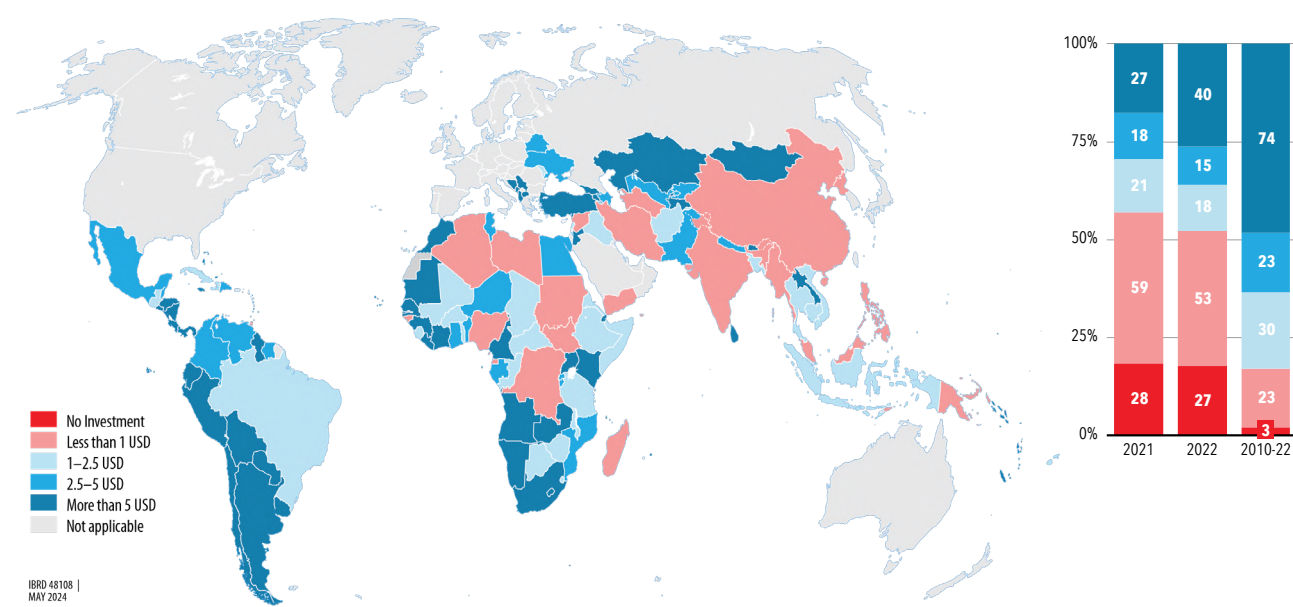 No Investment
Less than 1 USD
1–2.5 USD
2.5–5 USD
More than 5 USD
Not applicable
IBRD 48108 |
MAY 2024
100%
75%
50%
25%
0%
27
18
21
59
28
2021
40
15
18
53
27
2022
74
23
30
23
3
2010-22